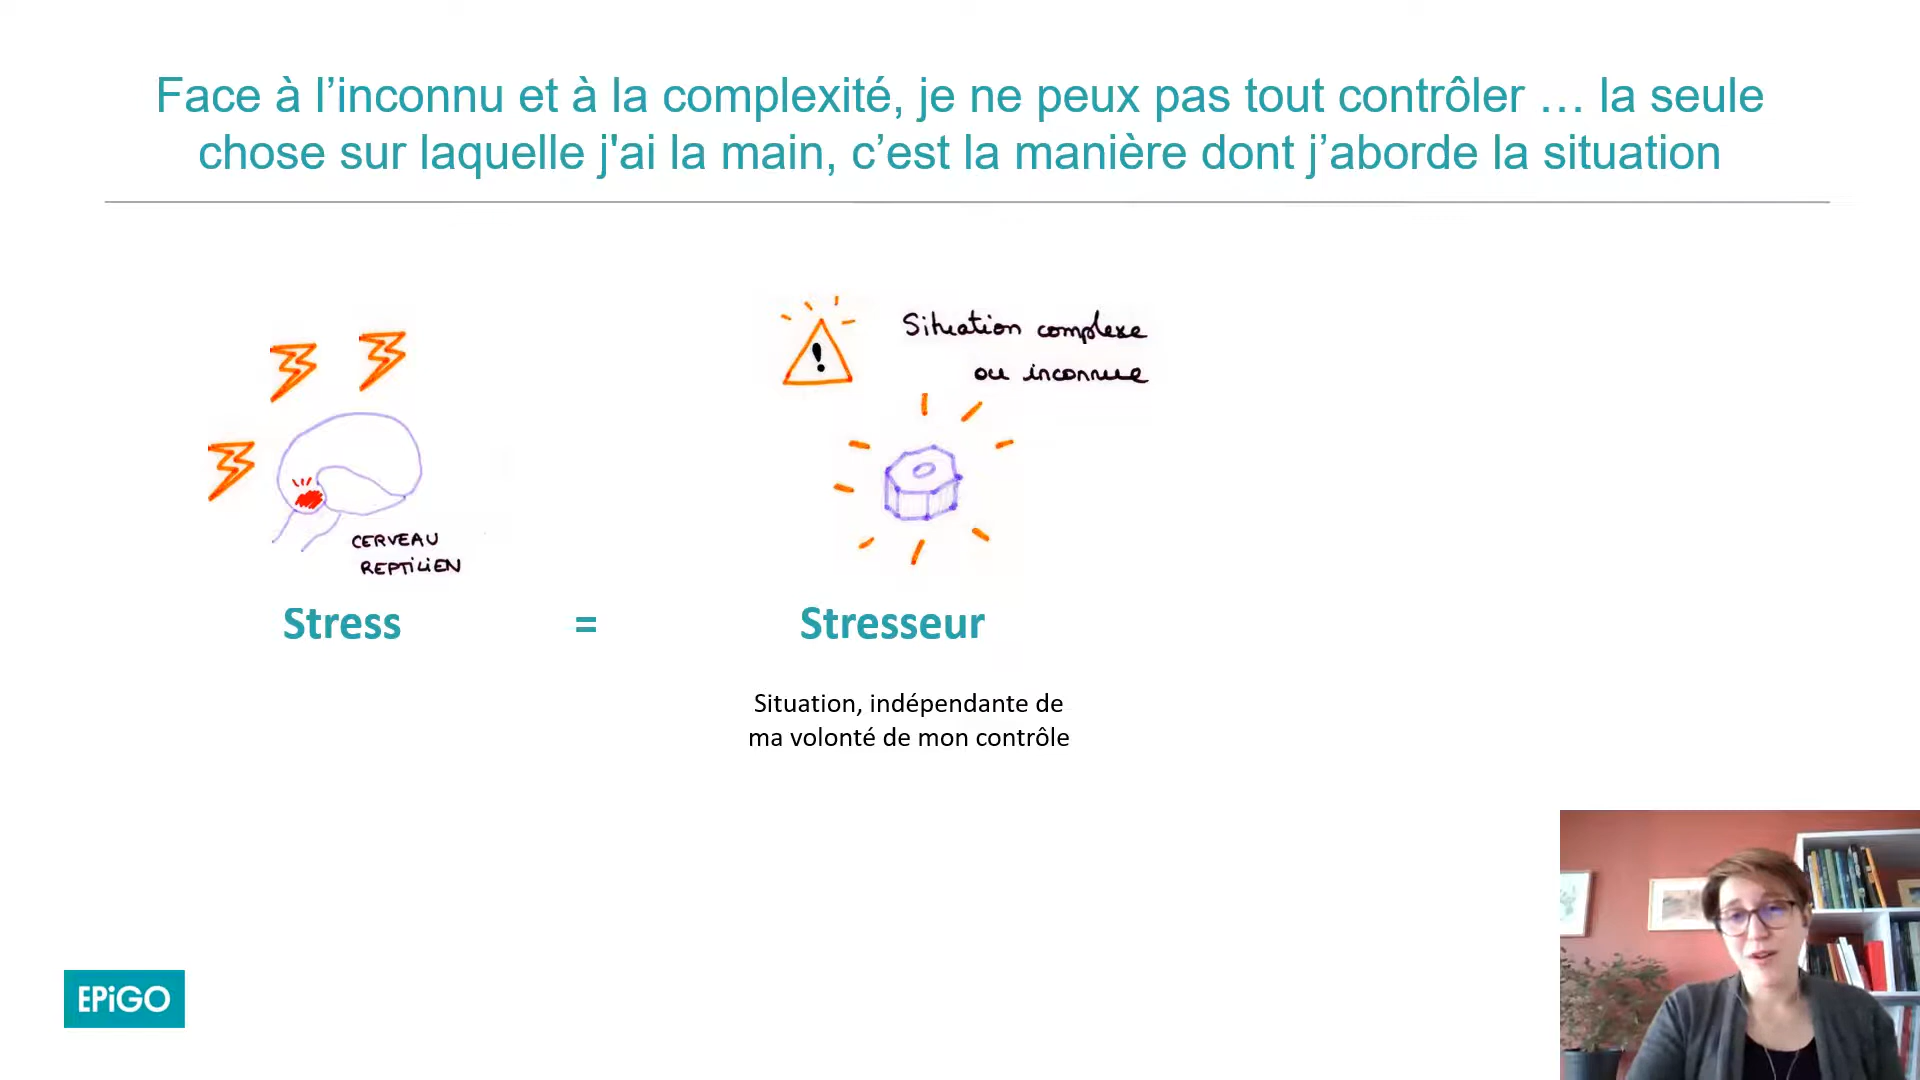 Face à l’inconnu et à la complexité, je ne peux pas tout contrôler … la seule
chose sur laquelle j'ai la main, c’est la manière dont j’aborde la situation
Situation complexe
ou inconnue
CERVEAU
REPTILIEN
Stress = Stresseur
Situation, indépendante de
ma volonté de mon contrôle
EPiGO